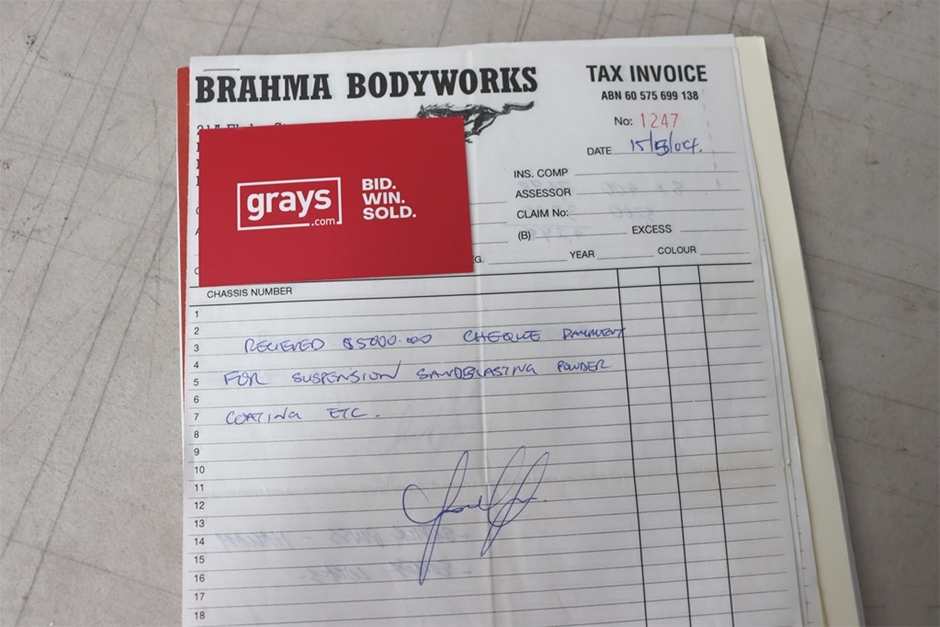 BRAHMA BODYWORKS
TAX INVOICE
ABN 60 575 699 138
No: 1247
DATE 15/5/04.
grays
.com
BID.
WIN.
SOLD.
INS. COMP
ASSESSOR
CLAIM No:
(B) EXCESS
YEAR COLOUR
CHASSIS NUMBER
1
2
3 RECIEVED $5000.00 CHEQUE PAYMENT
4
5 FOR SUSPENSION SANDBLASTING POWDER
6
7 COATING ETC.
8
9
10
11
12
13
14
15
16
17
18